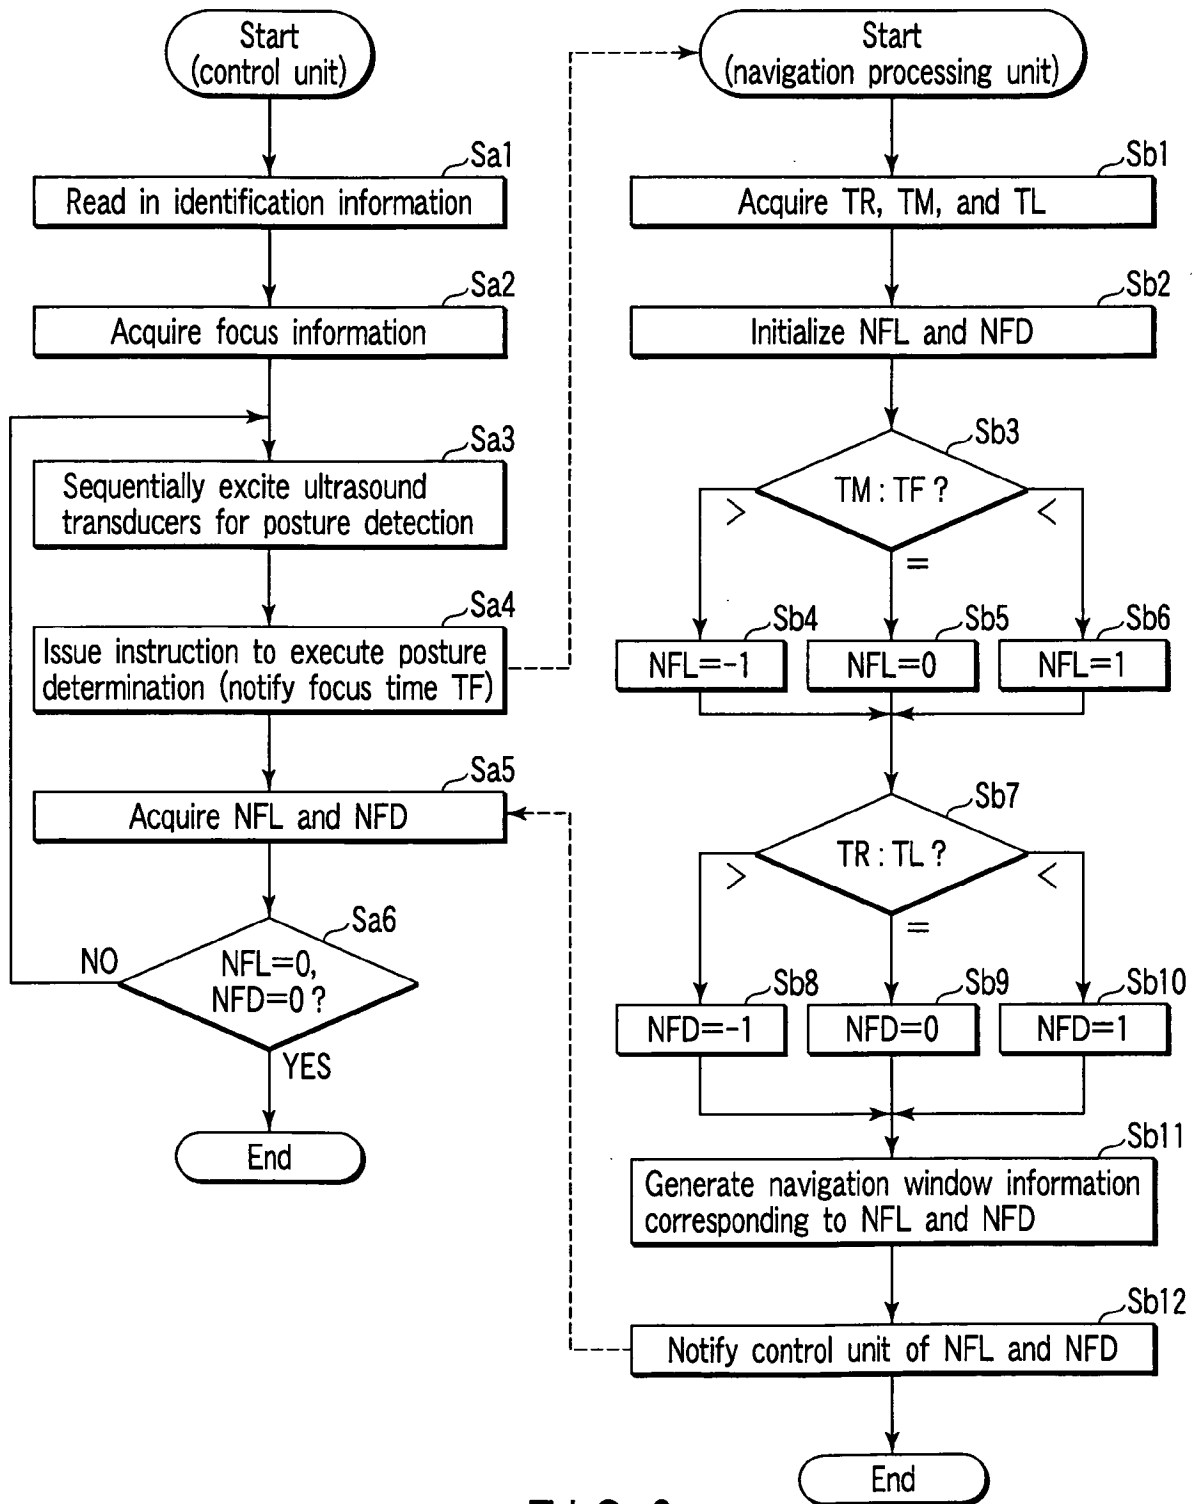 Start
(control unit)
Sa1
Read in identification information
Sa2
Acquire focus information
Sa3
Sequentially excite ultrasound
transducers for posture detection
Sa4
Issue instruction to execute posture
determination (notify focus time TF)
Sa5
Acquire NFL and NFD
Sa6
NFL=0,
NFD=0 ?
NO
YES
End
Start
(navigation processing unit)
Sb1
Acquire TR, TM, and TL
Sb2
Initialize NFL and NFD
Sb3
TM : TF ?
>
=
<
Sb4
NFL=-1
Sb5
NFL=0
Sb6
NFL=1
Sb7
TR : TL ?
>
=
<
Sb8
NFD=-1
Sb9
NFD=0
Sb10
NFD=1
Sb11
Generate navigation window information
corresponding to NFL and NFD
Sb12
Notify control unit of NFL and NFD
End